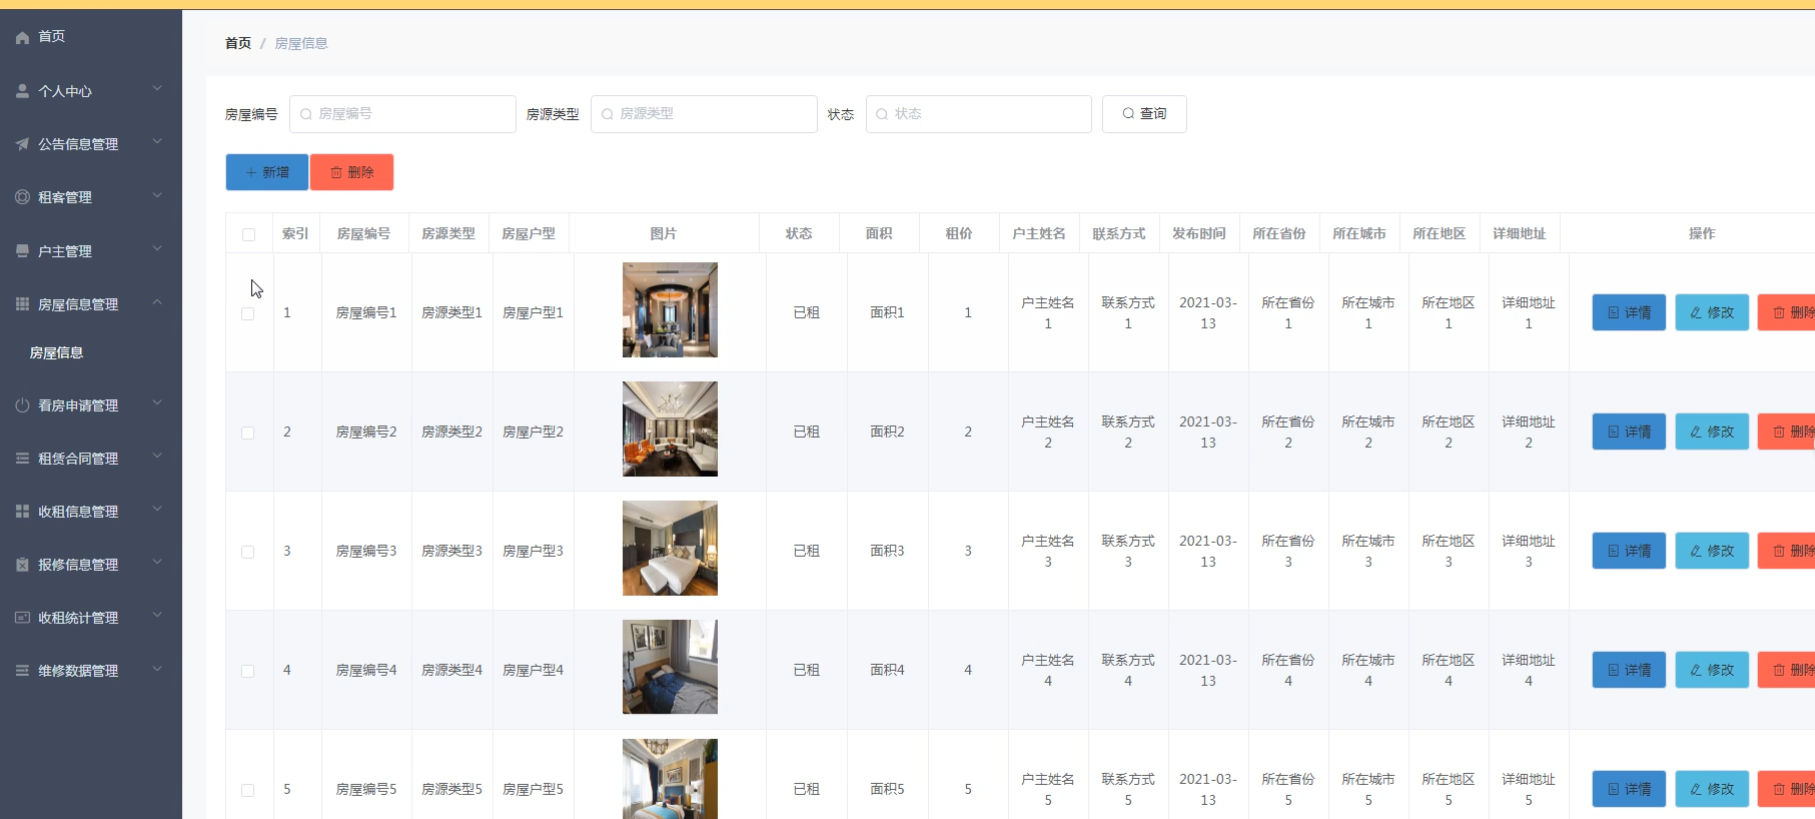 首页
个人中心
公告信息管理
租客管理
户主管理
房屋信息管理
房屋信息
看房申请管理
租赁合同管理
收租信息管理
报修信息管理
收租统计管理
维修数据管理
首页 / 房屋信息
房屋编号 房屋编号 房源类型 房源类型 状态 状态 查询
新增 删除
索引 房屋编号 房源类型 房屋户型 图片 状态 面积 租价 户主姓名 联系方式 发布时间 所在省份 所在城市 所在地区 详细地址 操作
1 房屋编号1 房源类型1 房屋户型1 已租 面积1 1 户主姓名1 联系方式1 2021-03-13 所在省份1 所在城市1 所在地区1 详细地址1 详情 修改 删除
2 房屋编号2 房源类型2 房屋户型2 已租 面积2 2 户主姓名2 联系方式2 2021-03-13 所在省份2 所在城市2 所在地区2 详细地址2 详情 修改 删除
3 房屋编号3 房源类型3 房屋户型3 已租 面积3 3 户主姓名3 联系方式3 2021-03-13 所在省份3 所在城市3 所在地区3 详细地址3 详情 修改 删除
4 房屋编号4 房源类型4 房屋户型4 已租 面积4 4 户主姓名4 联系方式4 2021-03-13 所在省份4 所在城市4 所在地区4 详细地址4 详情 修改 删除
5 房屋编号5 房源类型5 房屋户型5 已租 面积5 5 户主姓名5 联系方式5 2021-03-13 所在省份5 所在城市5 所在地区5 详细地址5 详情 修改 删除